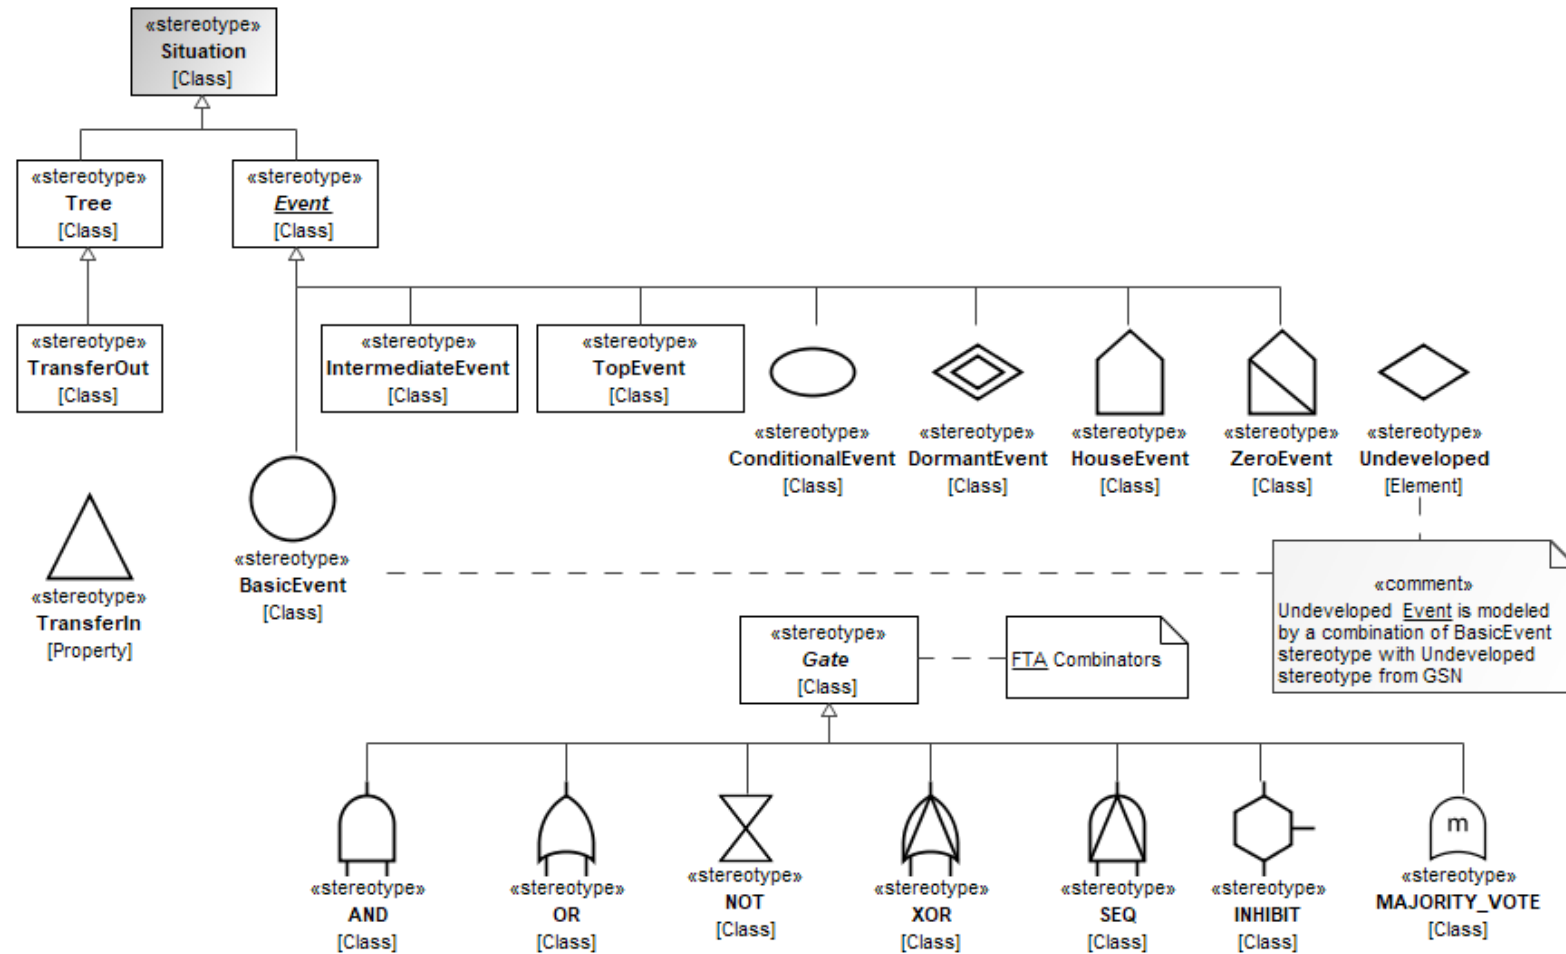 «stereotype»
Situation
[Class]
«stereotype»
Tree
[Class]
«stereotype»
Event
[Class]
«stereotype»
TransferOut
[Class]
«stereotype»
IntermediateEvent
[Class]
«stereotype»
TopEvent
[Class]
«stereotype»
ConditionalEvent
[Class]
«stereotype»
DormantEvent
[Class]
«stereotype»
HouseEvent
[Class]
«stereotype»
ZeroEvent
[Class]
«stereotype»
Undeveloped
[Element]
«stereotype»
TransferIn
[Property]
«stereotype»
BasicEvent
[Class]
«comment»
Undeveloped Event is modeled
by a combination of BasicEvent
stereotype with Undeveloped
stereotype from GSN
«stereotype»
Gate
[Class]
FTA Combinators
«stereotype»
AND
[Class]
«stereotype»
OR
[Class]
«stereotype»
NOT
[Class]
«stereotype»
XOR
[Class]
«stereotype»
SEQ
[Class]
«stereotype»
INHIBIT
[Class]
m
«stereotype»
MAJORITY_VOTE
[Class]